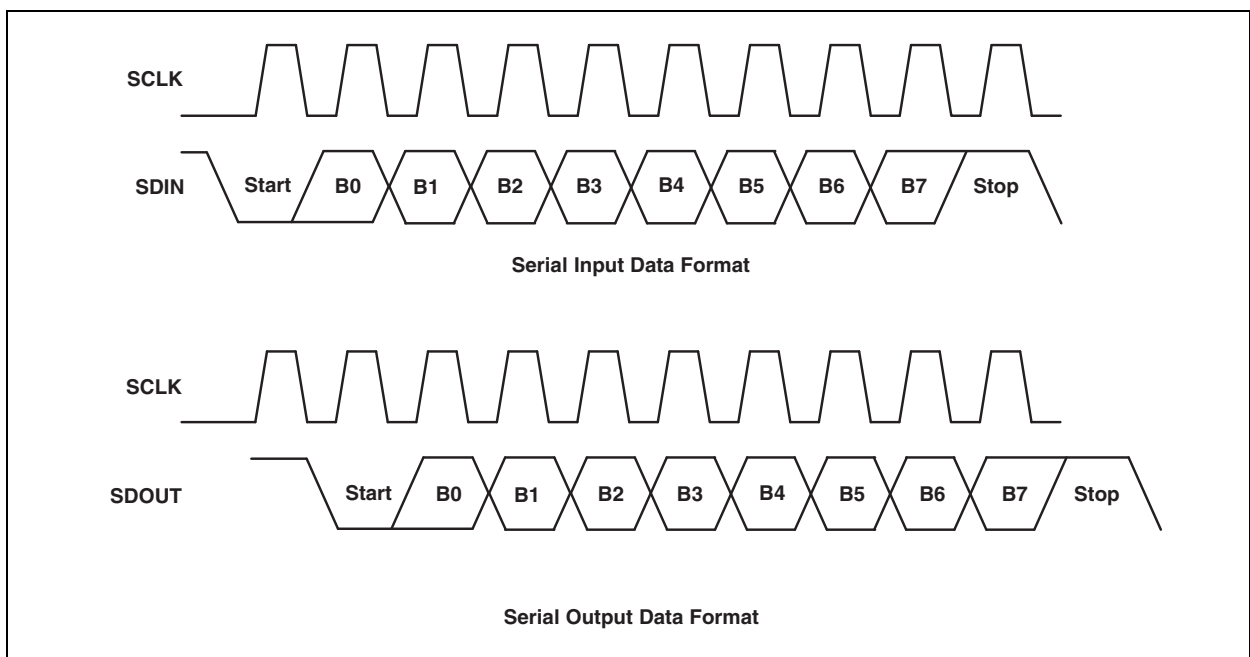 SCLK
SDIN Start B0 B1 B2 B3 B4 B5 B6 B7 Stop
Serial Input Data Format
SCLK
SDOUT Start B0 B1 B2 B3 B4 B5 B6 B7 Stop
Serial Output Data Format